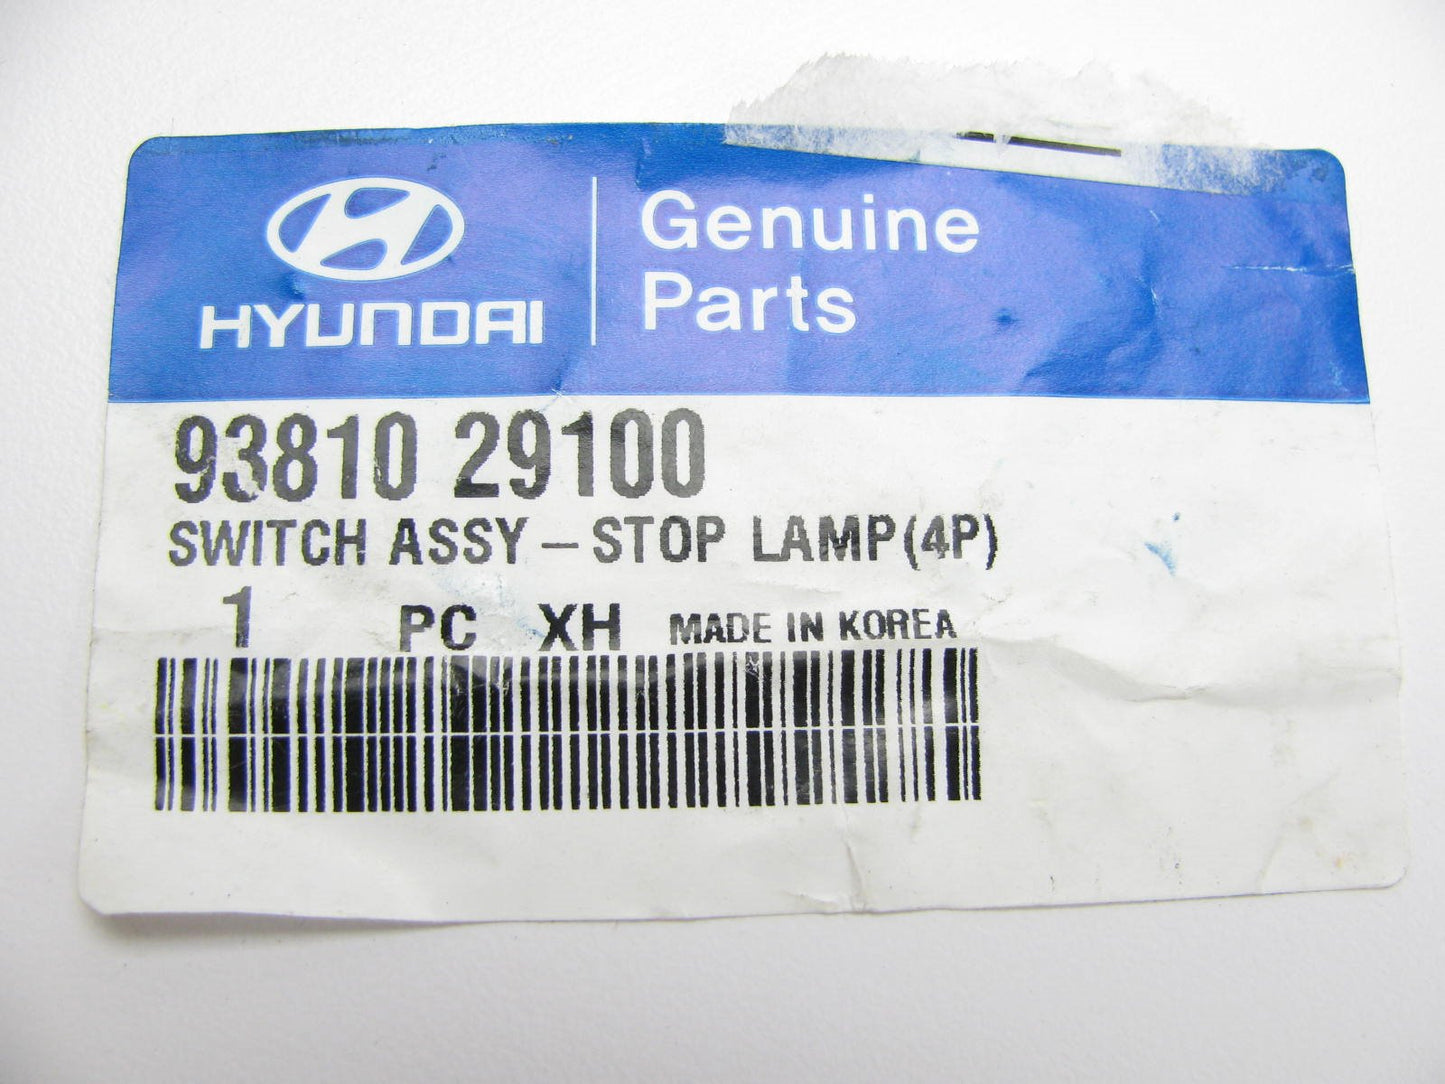 HYUNDAI
Genuine
Parts
93810 29100
SWITCH ASSY – STOP LAMP(4P)
1 PC XH MADE IN KOREA